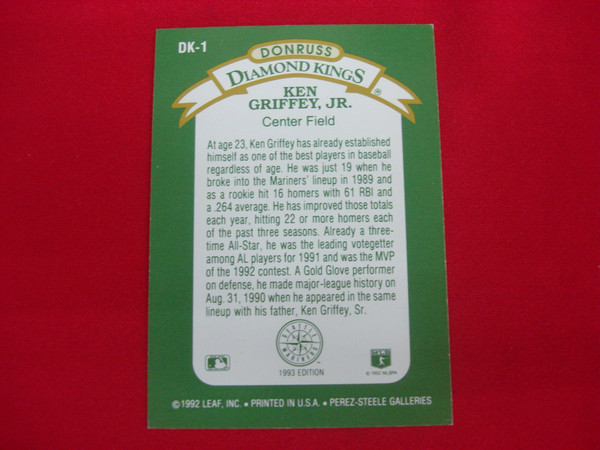 DK-1
DONRUSS
DIAMOND KINGS
®
KEN
GRIFFEY, JR.
Center Field
At age 23, Ken Griffey has already established
himself as one of the best players in baseball
regardless of age. He was just 19 when he
broke into the Mariners' lineup in 1989 and
as a rookie hit 16 homers with 61 RBI and
a .264 average. He has improved those totals
each year, hitting 22 or more homers each
of the past three seasons. Already a three-
time All-Star, he was the leading votegetter
among AL players for 1991 and was the MVP
of the 1992 contest. A Gold Glove performer
on defense, he made major-league history on
Aug. 31, 1990 when he appeared in the same
lineup with his father, Ken Griffey, Sr.
SEATTLE
MARINERS
1993 EDITION
© 1992 MLBPA
©1992 LEAF, INC. • PRINTED IN U.S.A. • PEREZ-STEELE GALLERIES